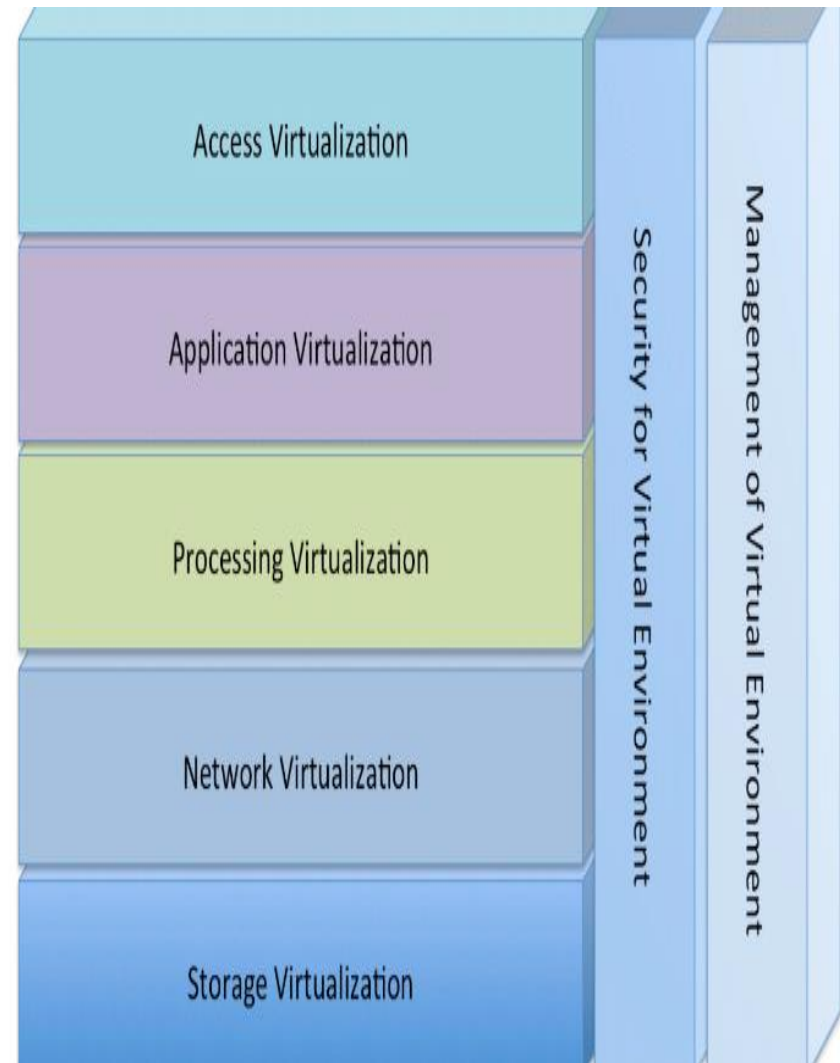 Access Virtualization
Application Virtualization
Processing Virtualization
Network Virtualization
Storage Virtualization
Security for Virtual Environment
Management of Virtual Environment